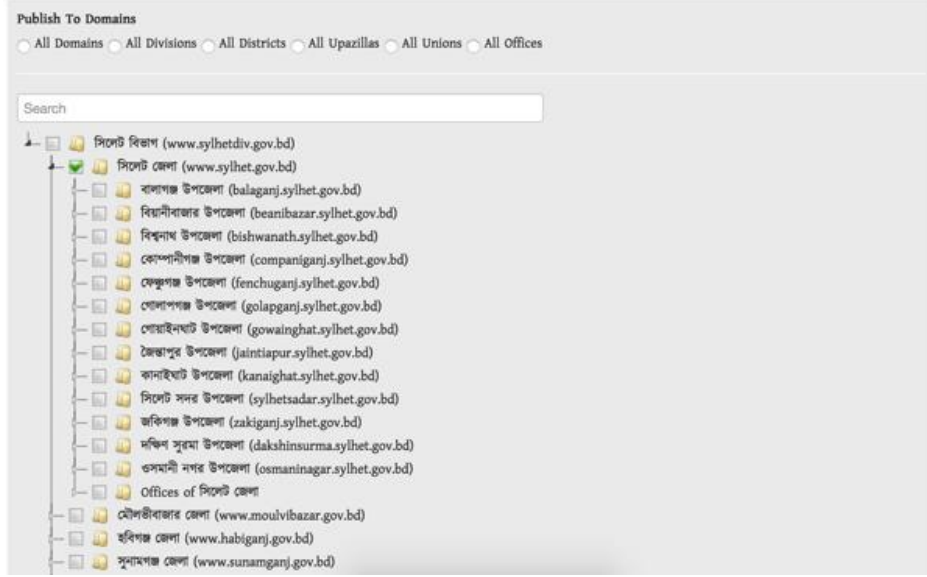 Publish To Domains
All Domains All Divisions All Districts All Upazillas All Unions All Offices
Search
সিলেট বিভাগ (www.sylhetdiv.gov.bd)
সিলেট জেলা (www.sylhet.gov.bd)
বালাগঞ্জ উপজেলা (balaganj.sylhet.gov.bd)
বিয়ানীবাজার উপজেলা (beanibazar.sylhet.gov.bd)
বিশ্বনাথ উপজেলা (bishwanath.sylhet.gov.bd)
কোম্পানীগঞ্জ উপজেলা (companiganj.sylhet.gov.bd)
ফেঞ্চুগঞ্জ উপজেলা (fenchuganj.sylhet.gov.bd)
গোলাপগঞ্জ উপজেলা (golapganj.sylhet.gov.bd)
গোয়াইনঘাট উপজেলা (gowainghat.sylhet.gov.bd)
জৈন্তাপুর উপজেলা (jaintiapur.sylhet.gov.bd)
কানাইঘাট উপজেলা (kanaighat.sylhet.gov.bd)
সিলেট সদর উপজেলা (sylhetsadar.sylhet.gov.bd)
জকিগঞ্জ উপজেলা (zakiganj.sylhet.gov.bd)
দক্ষিণ সুরমা উপজেলা (dakshinsurma.sylhet.gov.bd)
ওসমানী নগর উপজেলা (osmaninagar.sylhet.gov.bd)
Offices of সিলেট জেলা
মৌলভীবাজার জেলা (www.moulvibazar.gov.bd)
হবিগঞ্জ জেলা (www.habiganj.gov.bd)
সুনামগঞ্জ জেলা (www.sunamganj.gov.bd)